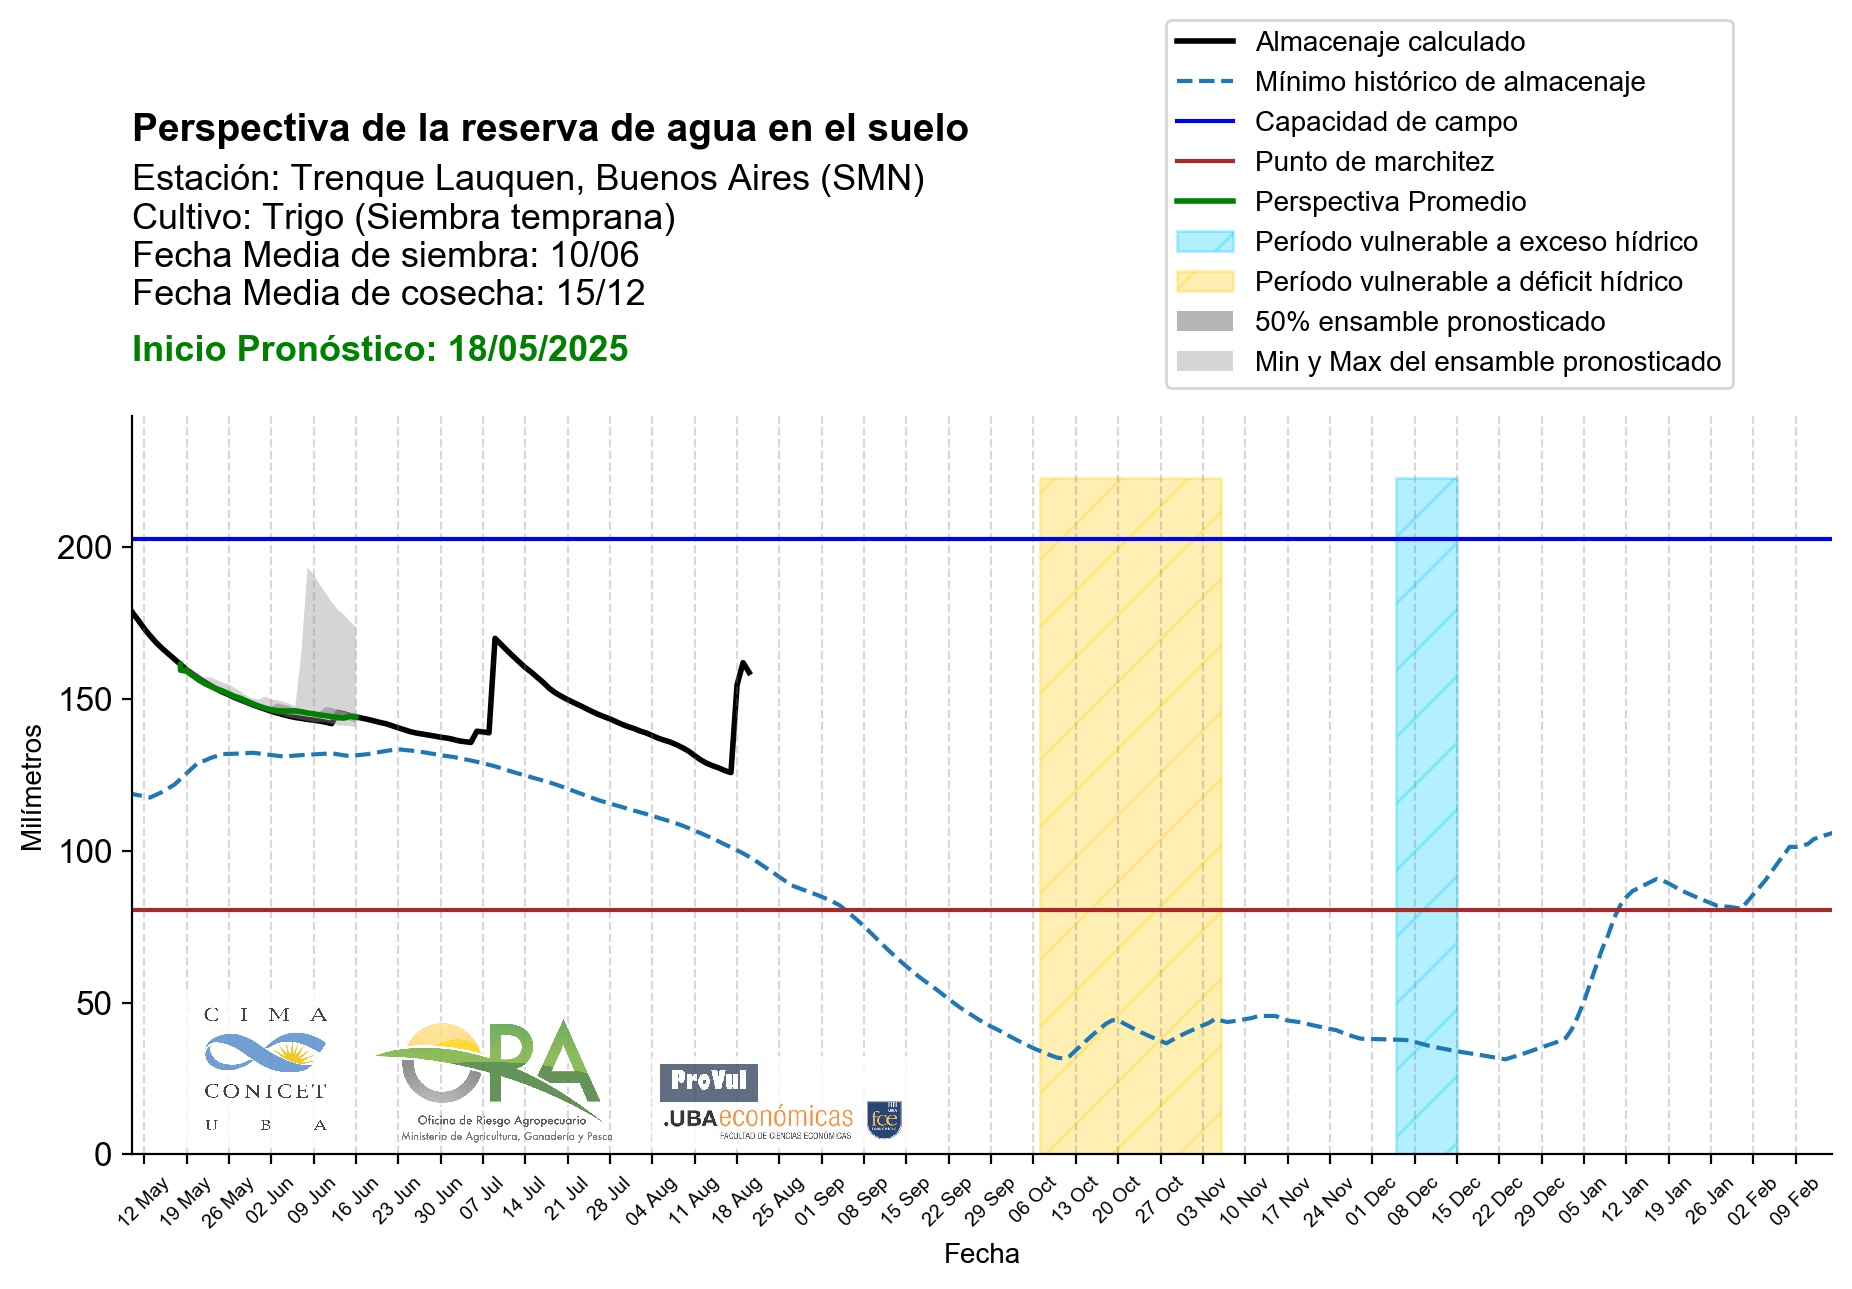 Almacenaje calculado
Mínimo histórico de almacenaje
Capacidad de campo
Punto de marchitez
Perspectiva Promedio
Período vulnerable a exceso hídrico
Período vulnerable a déficit hídrico
50% ensamble pronosticado
Min y Max del ensamble pronosticado
Perspectiva de la reserva de agua en el suelo
Estación: Trenque Lauquen, Buenos Aires (SMN)
Cultivo: Trigo (Siembra temprana)
Fecha Media de siembra: 10/06
Fecha Media de cosecha: 15/12
Inicio Pronóstico: 18/05/2025
200
150
100
50
0
Milímetros
CIMA
CONICET
UBA
ORA
Oficina de Riesgo Agropecuario
Ministerio de Agricultura, Ganadería y Pesca
ProVul
.UBAeconómicas
FACULTAD DE CIENCIAS ECONÓMICAS
fce
12 May
19 May
26 May
02 Jun
09 Jun
16 Jun
23 Jun
30 Jun
07 Jul
14 Jul
21 Jul
28 Jul
04 Aug
11 Aug
18 Aug
25 Aug
01 Sep
08 Sep
15 Sep
22 Sep
29 Sep
06 Oct
13 Oct
20 Oct
27 Oct
03 Nov
10 Nov
17 Nov
24 Nov
01 Dec
08 Dec
15 Dec
22 Dec
29 Dec
05 Jan
12 Jan
19 Jan
26 Jan
02 Feb
09 Feb
Fecha